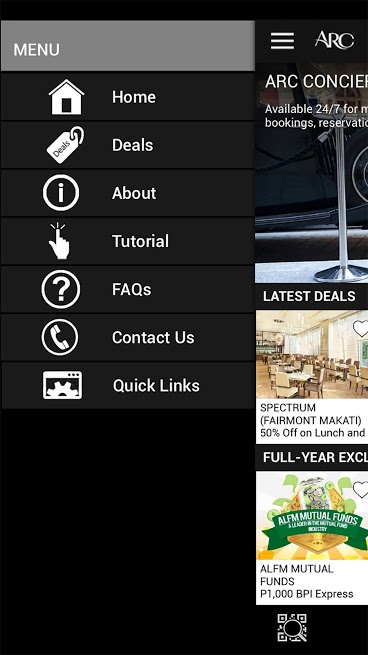 MENU
Home
Deals
Deals
About
Tutorial
FAQs
Contact Us
Quick Links
ARC
ARC CONCIER
Available 24/7 for m
bookings, reservatio
LATEST DEALS
SPECTRUM
(FAIRMONT MAKATI)
50% Off on Lunch and
FULL-YEAR EXCL
ALFM MUTUAL FUNDS
A LEADER IN THE MUTUAL FUND
INDUSTRY
ALFM MUTUAL
FUNDS
P1,000 BPI Express